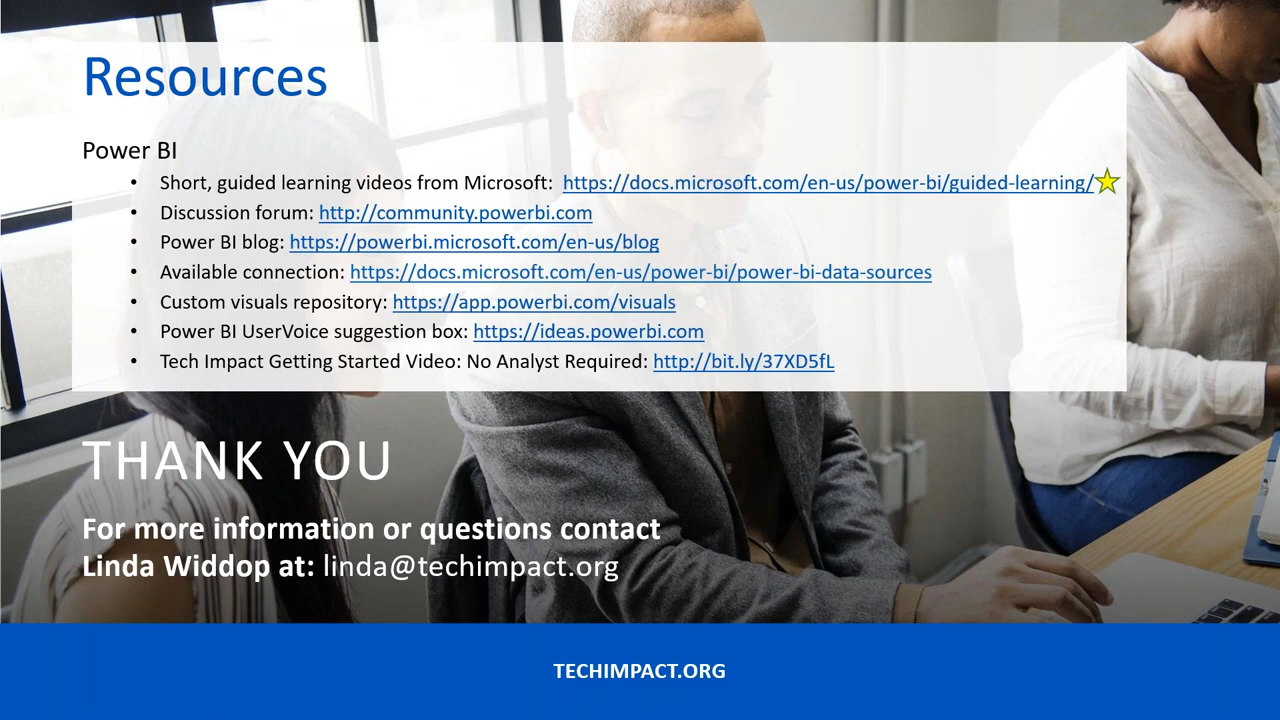 Resources
Power BI
• Short, guided learning videos from Microsoft: https://docs.microsoft.com/en-us/power-bi/guided-learning/
• Discussion forum: http://community.powerbi.com
• Power BI blog: https://powerbi.microsoft.com/en-us/blog
• Available connection: https://docs.microsoft.com/en-us/power-bi/power-bi-data-sources
• Custom visuals repository: https://app.powerbi.com/visuals
• Power BI UserVoice suggestion box: https://ideas.powerbi.com
• Tech Impact Getting Started Video: No Analyst Required: http://bit.ly/37XD5fL
THANK YOU
For more information or questions contact
Linda Widdop at: linda@techimpact.org
TECHIMPACT.ORG